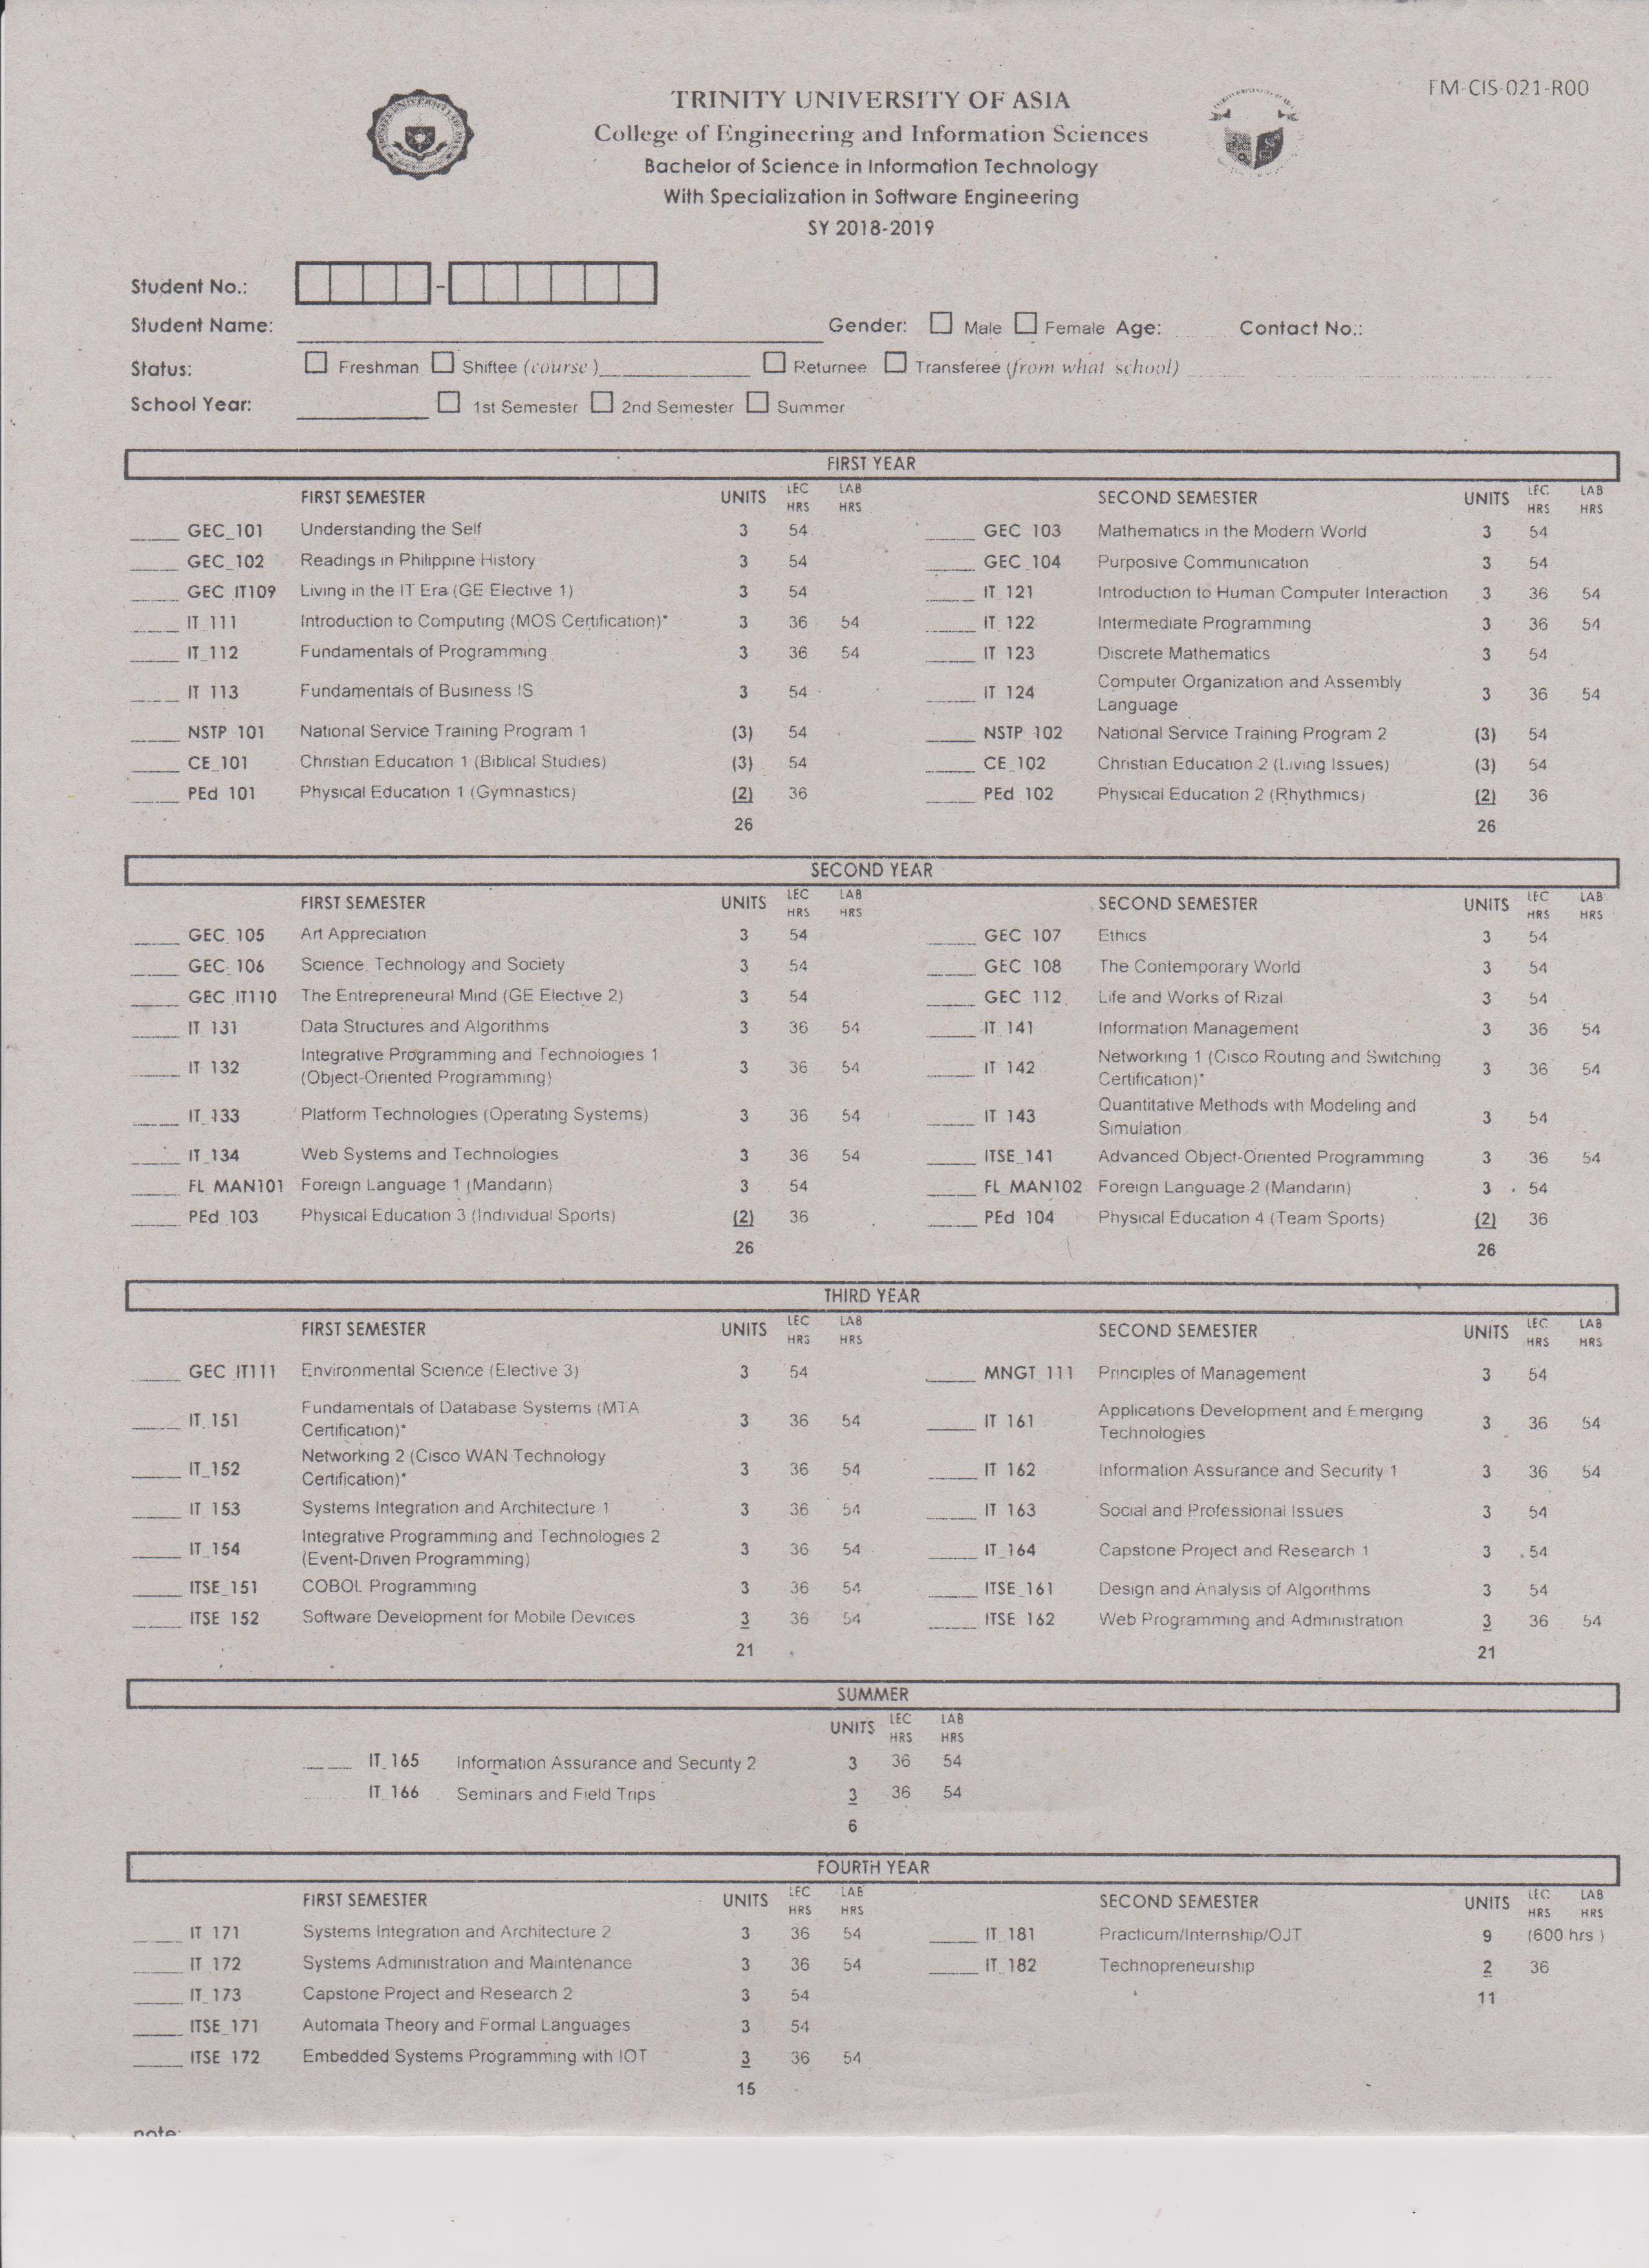 FM-CIS-021-R00
TRINITY UNIVERSITY OF ASIA
College of Engineering and Information Sciences
Bachelor of Science in Information Technology
With Specialization in Software Engineering
SY 2018-2019
Student No.: -
Student Name: Gender: Male Female Age: Contact No.:
Status: Freshman Shiftee (course) Returnee Transferee (from what school)
School Year: 1st Semester 2nd Semester Summer
FIRST YEAR
FIRST SEMESTER UNITS LEC HRS LAB HRS
GEC_101 Understanding the Self 3 54
GEC_102 Readings in Philippine History 3 54
GEC_IT109 Living in the IT Era (GE Elective 1) 3 54
IT_111 Introduction to Computing (MOS Certification)* 3 36 54
IT_112 Fundamentals of Programming 3 36 54
IT_113 Fundamentals of Business IS 3 54
NSTP_101 National Service Training Program 1 (3) 54
CE_101 Christian Education 1 (Biblical Studies) (3) 54
PEd_101 Physical Education 1 (Gymnastics) (2) 36
26
SECOND SEMESTER UNITS LEC HRS LAB HRS
GEC_103 Mathematics in the Modern World 3 54
GEC_104 Purposive Communication 3 54
IT_121 Introduction to Human Computer Interaction 3 36 54
IT_122 Intermediate Programming 3 36 54
IT_123 Discrete Mathematics 3 54
IT_124 Computer Organization and Assembly
Language 3 36 54
NSTP_102 National Service Training Program 2 (3) 54
CE_102 Christian Education 2 (Living Issues) (3) 54
PEd_102 Physical Education 2 (Rhythmics) (2) 36
26
SECOND YEAR
FIRST SEMESTER UNITS LEC HRS LAB HRS
GEC_105 Art Appreciation 3 54
GEC_106 Science, Technology and Society 3 54
GEC_IT110 The Entrepreneural Mind (GE Elective 2) 3 54
IT_131 Data Structures and Algorithms 3 36 54
IT_132 Integrative Programming and Technologies 1
(Object-Oriented Programming) 3 36 54
IT_133 Platform Technologies (Operating Systems) 3 36 54
IT_134 Web Systems and Technologies 3 36 54
FL_MAN101 Foreign Language 1 (Mandarin) 3 54
PEd_103 Physical Education 3 (Individual Sports) (2) 36
26
SECOND SEMESTER UNITS LEC HRS LAB HRS
GEC_107 Ethics 3 54
GEC_108 The Contemporary World 3 54
GEC_112 Life and Works of Rizal 3 54
IT_141 Information Management 3 36 54
IT_142 Networking 1 (Cisco Routing and Switching
Certification)* 3 36 54
IT_143 Quantitative Methods with Modeling and
Simulation 3 54
ITSE_141 Advanced Object-Oriented Programming 3 36 54
FL_MAN102 Foreign Language 2 (Mandarin) 3 54
PEd_104 Physical Education 4 (Team Sports) (2) 36
26
THIRD YEAR
FIRST SEMESTER UNITS LEC HRS LAB HRS
GEC_IT111 Environmental Science (Elective 3) 3 54
IT_151 Fundamentals of Database Systems (MTA
Certification)* 3 36 54
IT_152 Networking 2 (Cisco WAN Technology
Certification)* 3 36 54
IT_153 Systems Integration and Architecture 1 3 36 54
IT_154 Integrative Programming and Technologies 2
(Event-Driven Programming) 3 36 54
ITSE_151 COBOL Programming 3 36 54
ITSE_152 Software Development for Mobile Devices 3 36 54
21
SECOND SEMESTER UNITS LEC HRS LAB HRS
MNGT_111 Principles of Management 3 54
IT_161 Applications Development and Emerging
Technologies 3 36 54
IT_162 Information Assurance and Security 1 3 36 54
IT_163 Social and Professional Issues 3 54
IT_164 Capstone Project and Research 1 3 54
ITSE_161 Design and Analysis of Algorithms 3 54
ITSE_162 Web Programming and Administration 3 36 54
21
SUMMER
UNITS LEC HRS LAB HRS
IT_165 Information Assurance and Security 2 3 36 54
IT_166 Seminars and Field Trips 3 36 54
6
FOURTH YEAR
FIRST SEMESTER UNITS LEC HRS LAB HRS
IT_171 Systems Integration and Architecture 2 3 36 54
IT_172 Systems Administration and Maintenance 3 36 54
IT_173 Capstone Project and Research 2 3 54
ITSE_171 Automata Theory and Formal Languages 3 54
ITSE_172 Embedded Systems Programming with IOT 3 36 54
15
SECOND SEMESTER UNITS LEC HRS LAB HRS
IT_181 Practicum/Internship/OJT 9 (600 hrs )
IT_182 Technopreneurship 2 36
11
note: